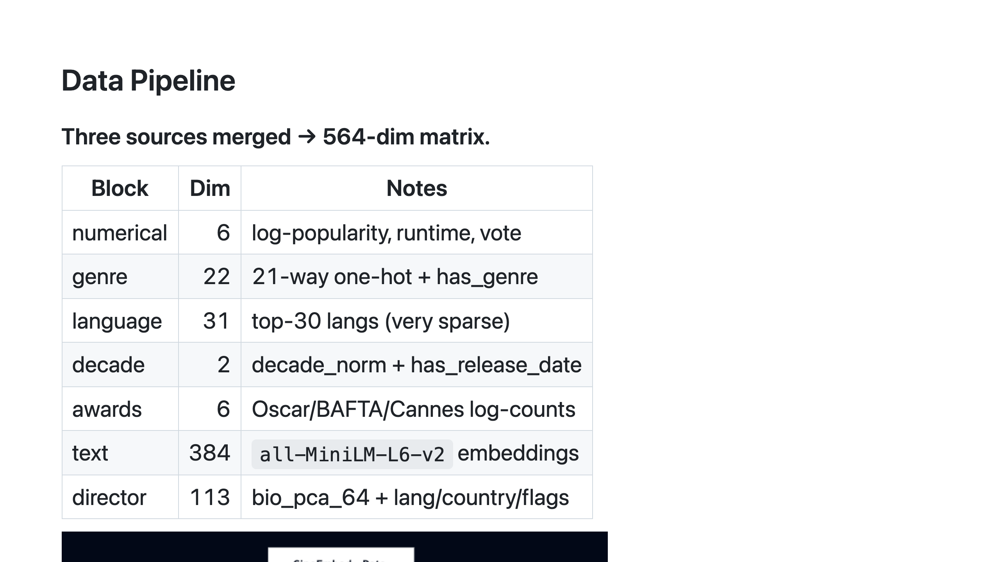 Data Pipeline
Three sources merged → 564-dim matrix.
Block Dim Notes
numerical 6 log-popularity, runtime, vote
genre 22 21-way one-hot + has_genre
language 31 top-30 langs (very sparse)
decade 2 decade_norm + has_release_date
awards 6 Oscar/BAFTA/Cannes log-counts
text 384 all-MiniLM-L6-v2 embeddings
director 113 bio_pca_64 + lang/country/flags